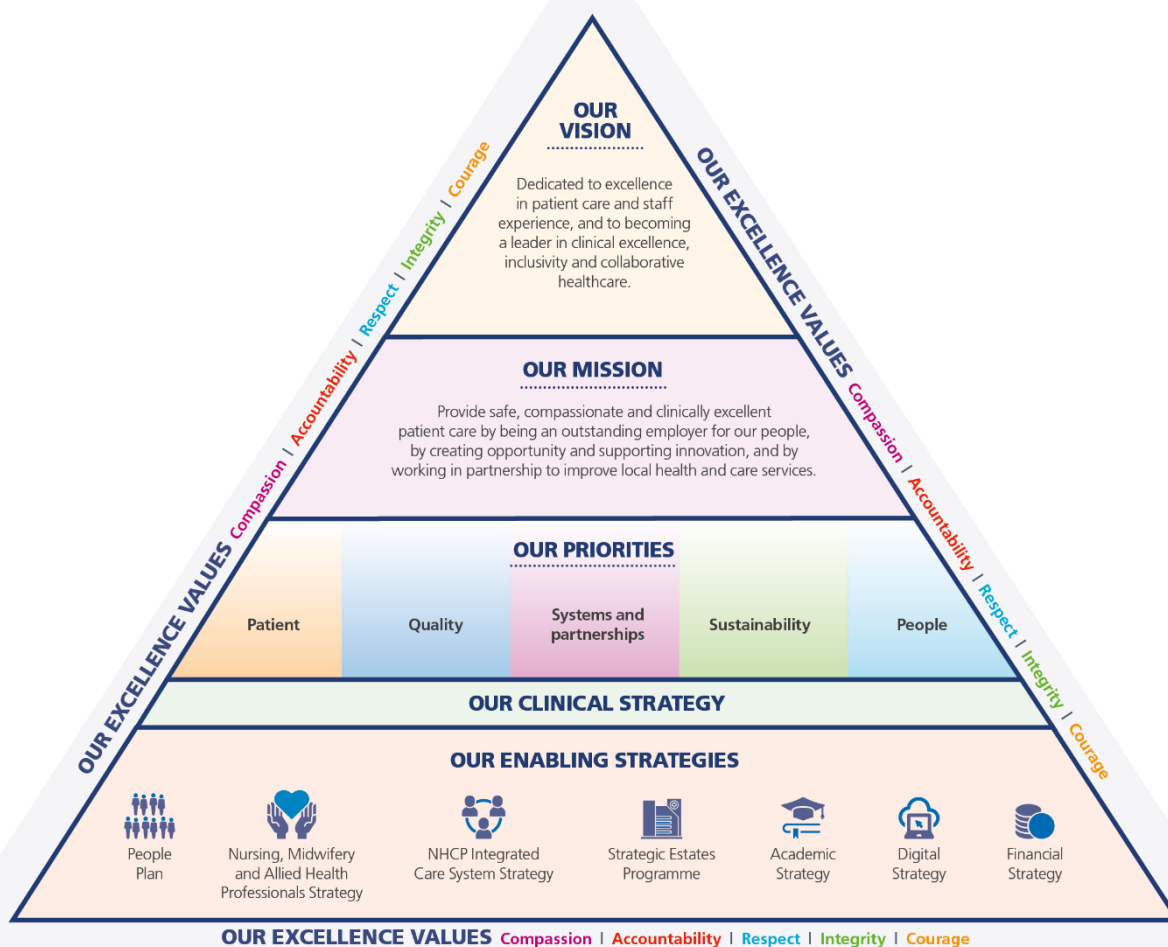 OUR
VISION
Dedicated to excellence
in patient care and staff
experience, and to becoming
a leader in clinical excellence,
inclusivity and collaborative
healthcare.
OUR MISSION
Provide safe, compassionate and clinically excellent
patient care by being an outstanding employer for our people,
by creating opportunity and supporting innovation, and by
working in partnership to improve local health and care services.
OUR PRIORITIES
Patient
Quality
Systems and
partnerships
Sustainability
People
OUR CLINICAL STRATEGY
OUR ENABLING STRATEGIES
People
Plan
Nursing, Midwifery
and Allied Health
Professionals Strategy
NHCP Integrated
Care System Strategy
Strategic Estates
Programme
Academic
Strategy
Digital
Strategy
Financial
Strategy
OUR EXCELLENCE VALUES Compassion | Accountability | Respect | Integrity | Courage
OUR EXCELLENCE VALUES Compassion | Accountability | Respect | Integrity | Courage
OUR EXCELLENCE VALUES Compassion | Accountability | Respect | Integrity | Courage